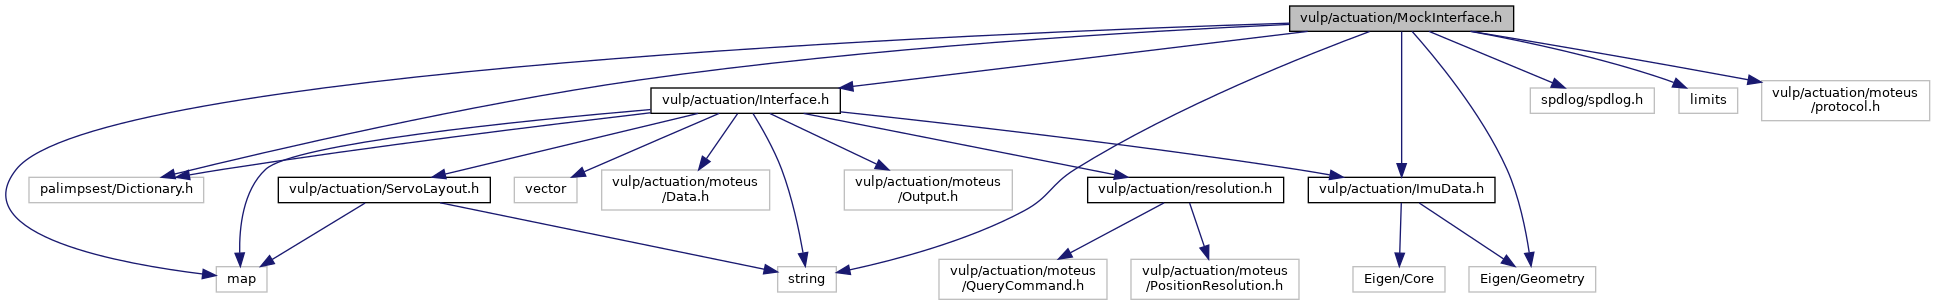 vulp/actuation/MockInterface.h
vulp/actuation/Interface.h
spdlog/spdlog.h
limits
vulp/actuation/moteus
/protocol.h
palimpsest/Dictionary.h
vulp/actuation/ServoLayout.h
vector
vulp/actuation/moteus
/Data.h
vulp/actuation/moteus
/Output.h
vulp/actuation/resolution.h
vulp/actuation/ImuData.h
map
string
vulp/actuation/moteus
/QueryCommand.h
vulp/actuation/moteus
/PositionResolution.h
Eigen/Core
Eigen/Geometry